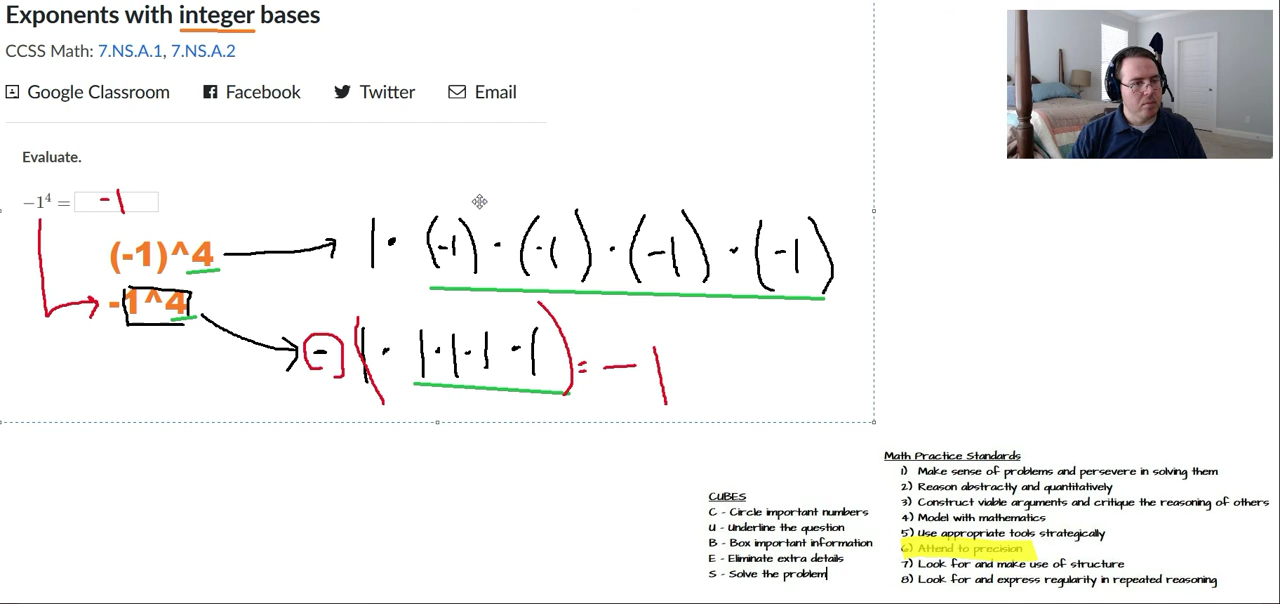 Exponents with integer bases
CCSS Math: 7.NS.A.1, 7.NS.A.2
Google Classroom Facebook Twitter Email
Evaluate.
−1⁴ = -1
(-1)^4 → 1 · (-1) · (-1) · (-1) · (-1)
-1^4
- (1 · 1 · 1 · 1 · 1) = -1
CUBES
C - Circle important numbers
U - Underline the question
B - Box important information
E - Eliminate extra details
S - Solve the problem
Math Practice Standards
1) Make sense of problems and persevere in solving them
2) Reason abstractly and quantitatively
3) Construct viable arguments and critique the reasoning of others
4) Model with mathematics
5) Use appropriate tools strategically
6) Attend to precision
7) Look for and make use of structure
8) Look for and express regularity in repeated reasoning